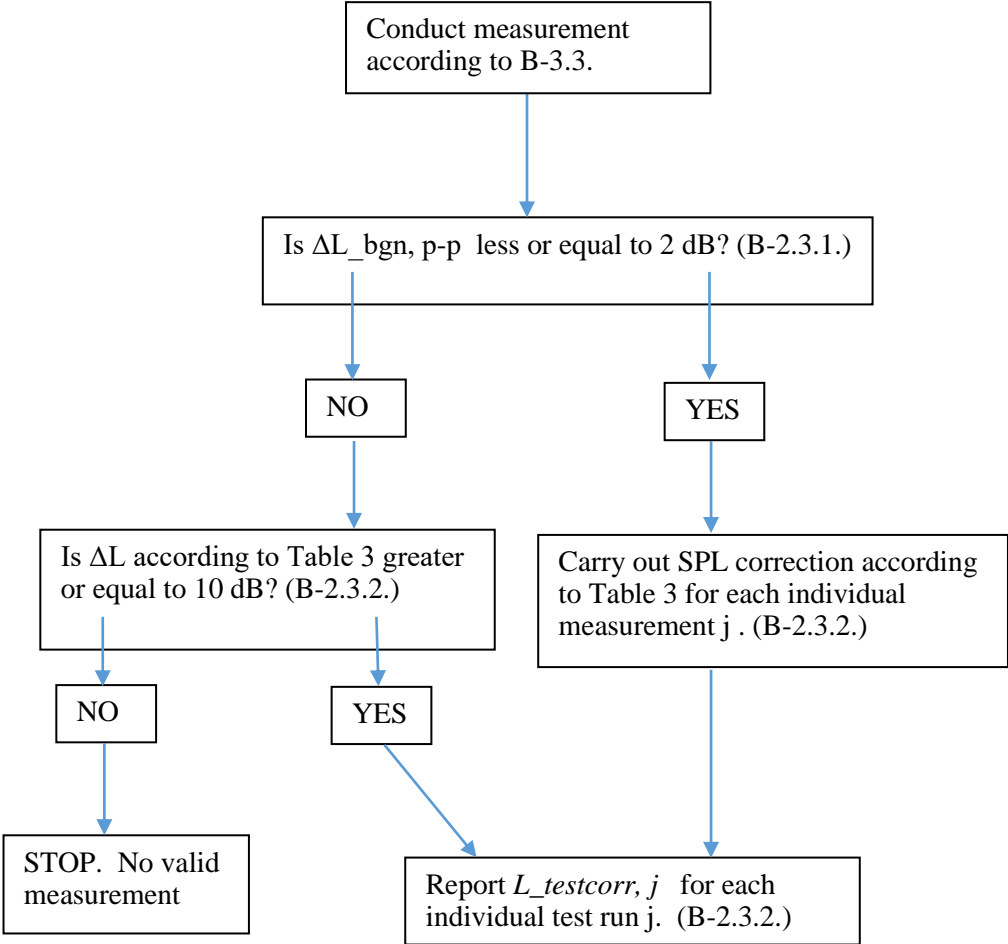 Conduct measurement
according to B-3.3.
Is ΔL_bgn, p-p less or equal to 2 dB? (B-2.3.1.)
NO
YES
Is ΔL according to Table 3 greater
or equal to 10 dB? (B-2.3.2.)
Carry out SPL correction according
to Table 3 for each individual
measurement j . (B-2.3.2.)
NO
YES
STOP. No valid
measurement
Report L_testcorr, j for each
individual test run j. (B-2.3.2.)